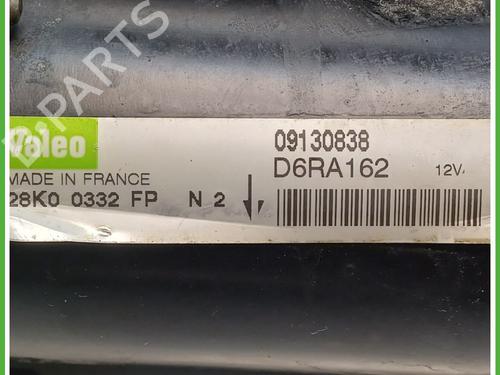 Valeo
09130838
D6RA162 12V
MADE IN FRANCE
28K0 0332 FP N 2
B-PARTS